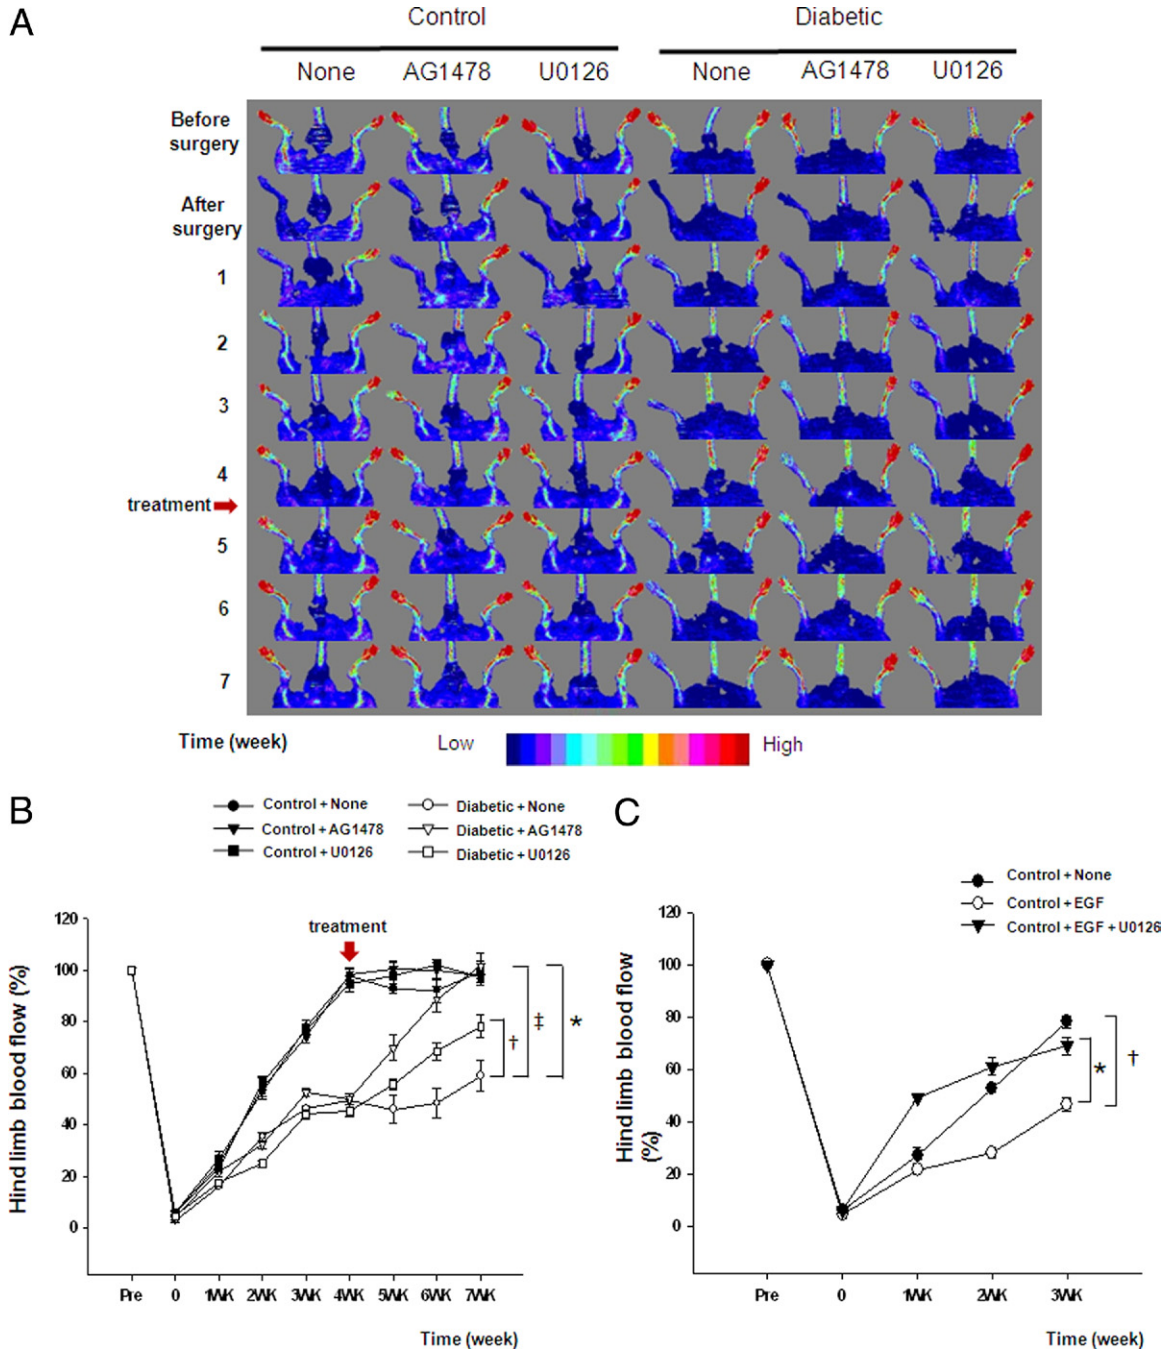 A
Control Diabetic
None AG1478 U0126 None AG1478 U0126
Before
surgery
After
surgery
1
2
3
4
treatment
5
6
7
Time (week) Low High
B
Control + None Diabetic + None
Control + AG1478 Diabetic + AG1478
Control + U0126 Diabetic + U0126
treatment
Hind limb blood flow (%)
120
100
80
60
40
20
0
† ‡ *
Pre 0 1WK 2WK 3WK 4WK 5WK 6WK 7WK
Time (week)
C
Control + None
Control + EGF
Control + EGF + U0126
Hind limb blood flow
(%)
120
100
80
60
40
20
0
* †
Pre 0 1WK 2WK 3WK
Time (week)